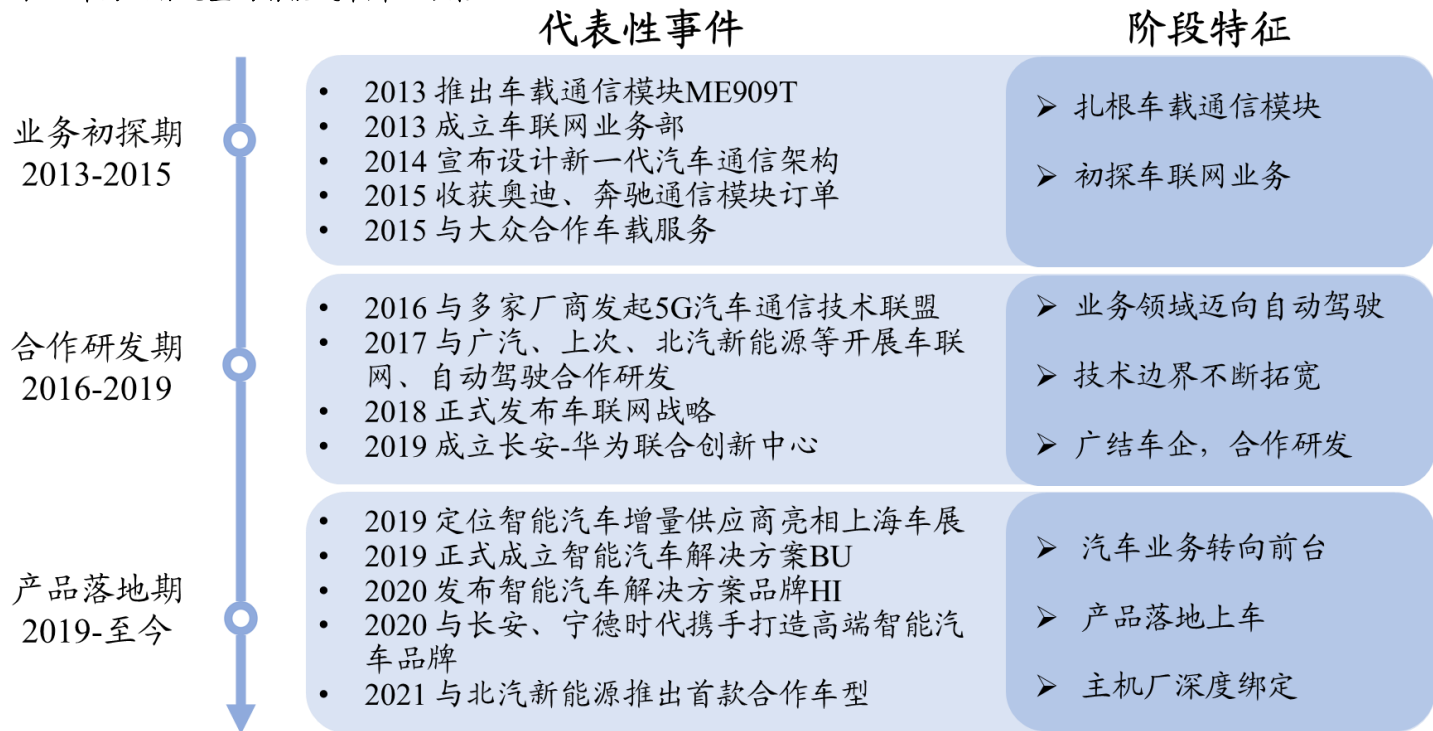 代表性事件
阶段特征
业务初探期
2013-2015
• 2013 推出车载通信模块ME909T
• 2013 成立车联网业务部
• 2014 宣布设计新一代汽车通信架构
• 2015 收获奥迪、奔驰通信模块订单
• 2015 与大众合作车载服务
➢ 扎根车载通信模块
➢ 初探车联网业务
合作研发期
2016-2019
• 2016 与多家厂商发起5G汽车通信技术联盟
• 2017 与广汽、上次、北汽新能源等开展车联
网、自动驾驶合作研发
• 2018 正式发布车联网战略
• 2019 成立长安-华为联合创新中心
➢ 业务领域迈向自动驾驶
➢ 技术边界不断拓宽
➢ 广结车企，合作研发
产品落地期
2019-至今
• 2019 定位智能汽车增量供应商亮相上海车展
• 2019 正式成立智能汽车解决方案BU
• 2020 发布智能汽车解决方案品牌HI
• 2020 与长安、宁德时代携手打造高端智能汽
车品牌
• 2021 与北汽新能源推出首款合作车型
➢ 汽车业务转向前台
➢ 产品落地上车
➢ 主机厂深度绑定